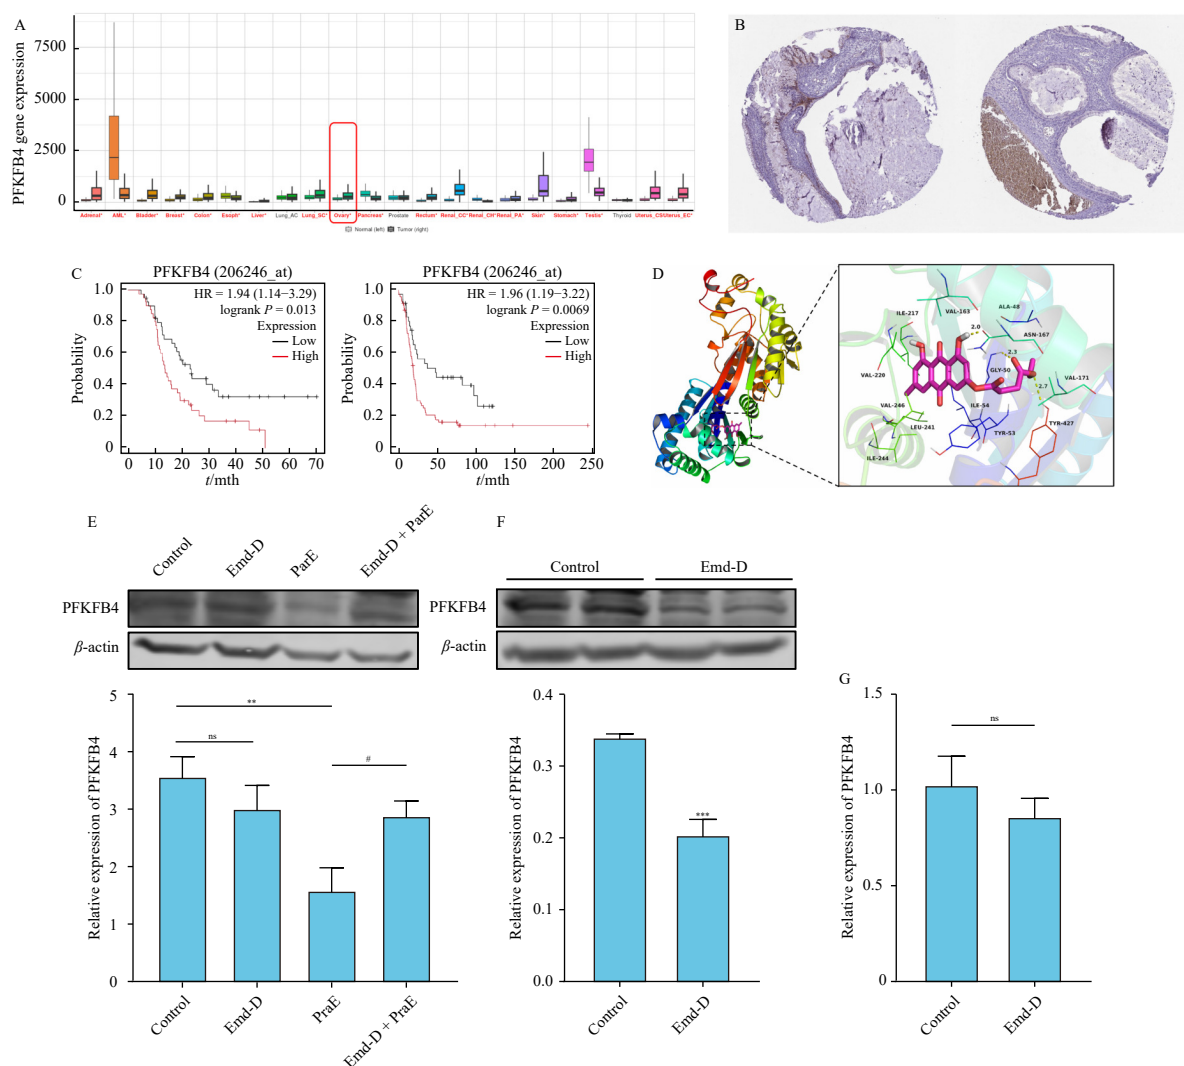 A
PFKFB4 gene expression
7500
5000
2500
0
Adrenal* AML* Bladder* Breast* Colon* Esoph* Liver* Lung_AC Lung_SC* Ovary* Pancreas* Prostate Rectum* Renal_CC* Renal_CH* Renal_PA* Skin* Stomach* Testis* Thyroid Uterus_CS* Uterus_EC*
Normal (left) Tumor (right)
B
C
PFKFB4 (206246_at)
HR = 1.94 (1.14−3.29)
logrank P = 0.013
Expression
Low
High
Probability
1.0
0.8
0.6
0.4
0.2
0
0 10 20 30 40 50 60 70
t/mth
PFKFB4 (206246_at)
HR = 1.96 (1.19−3.22)
logrank P = 0.0069
Expression
Low
High
Probability
1.0
0.8
0.6
0.4
0.2
0
0 50 100 150 200 250
t/mth
D
VAL-163
ALA-48
ILE-217
ASN-167
2.0
2.3
GLY-50
2.7
VAL-171
VAL-220
VAL-246
ILE-54
LEU-241
TYR-53
TYR-427
ILE-244
E
Control
Emd-D
ParE
Emd-D + ParE
PFKFB4
β-actin
Relative expression of PFKFB4
5
4
3
2
1
0
**
ns
#
Control
Emd-D
PraE
Emd-D + PraE
F
Control Emd-D
PFKFB4
β-actin
Relative expression of PFKFB4
0.4
0.3
0.2
0.1
0.0
***
Control
Emd-D
G
Relative expression of PFKFB4
1.5
1.0
0.5
0
ns
Control
Emd-D